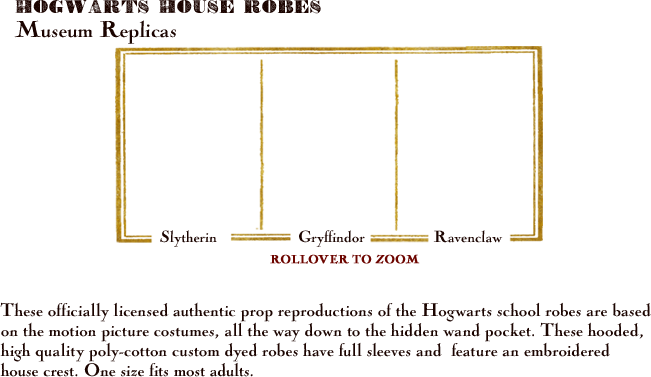 HOGWARTS HOUSE ROBES
Museum Replicas
Slytherin Gryffindor Ravenclaw
ROLLOVER TO ZOOM
These officially licensed authentic prop reproductions of the Hogwarts school robes are based
on the motion picture costumes, all the way down to the hidden wand pocket. These hooded,
high quality poly-cotton custom dyed robes have full sleeves and  feature an embroidered
house crest. One size fits most adults.